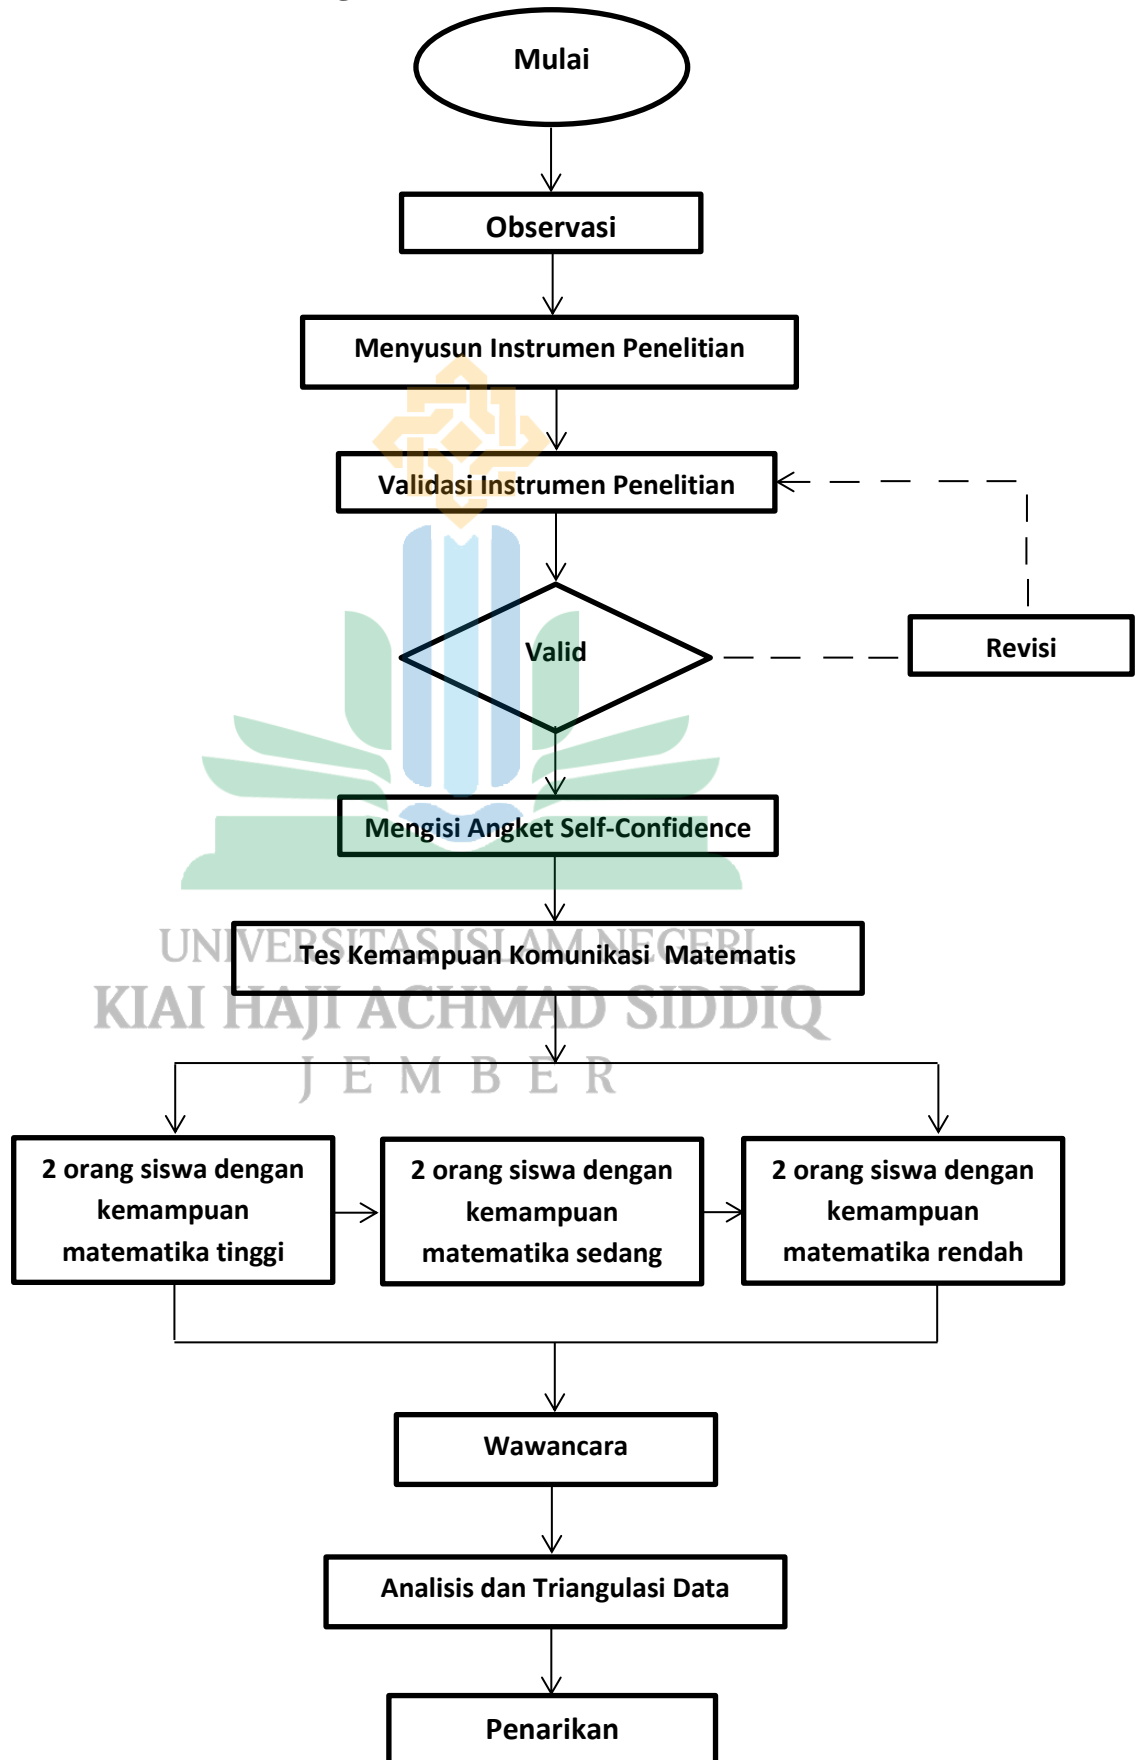 Mulai
Observasi
Menyusun Instrumen Penelitian
Validasi Instrumen Penelitian
Valid
Revisi
Mengisi Angket Self-Confidence
UNIVERSITAS ISLAM NEGERI
Tes Kemampuan Komunikasi Matematis
KIAI HAJI ACHMAD SIDDIQ
JEMBER
2 orang siswa dengan
kemampuan
matematika tinggi
2 orang siswa dengan
kemampuan
matematika sedang
2 orang siswa dengan
kemampuan
matematika rendah
Wawancara
Analisis dan Triangulasi Data
Penarikan